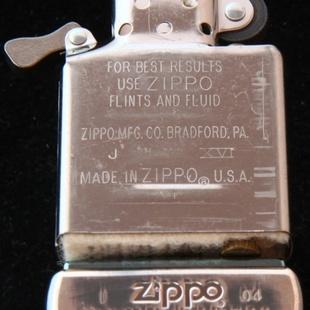 FOR BEST RESULTS
USE ZIPPO
FLINTS AND FLUID
ZIPPO MFG. CO. BRADFORD, PA.
J XVI
MADE IN ZIPPO® U.S.A.
I zippo 04